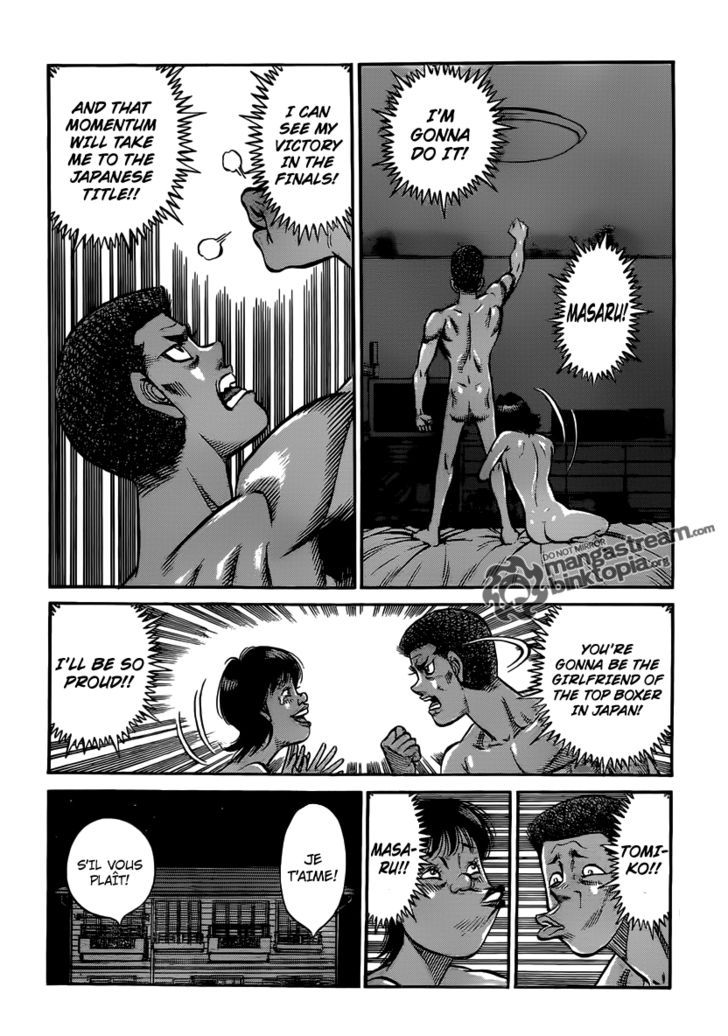 I'M
GONNA
DO IT!
MASARU!
I CAN
SEE MY
VICTORY
IN THE
FINALS!
AND THAT
MOMENTUM
WILL TAKE
ME TO THE
JAPANESE
TITLE!!
DO NOT MIRROR
mangastream.com
binktopia.org
YOU'RE
GONNA BE THE
GIRLFRIEND OF
THE TOP BOXER
IN JAPAN!
I'LL BE SO
PROUD!!
TOMI-
KO!!
MASA-
RU!!
JE
T'AIME!
S'IL VOUS
PLAÎT!